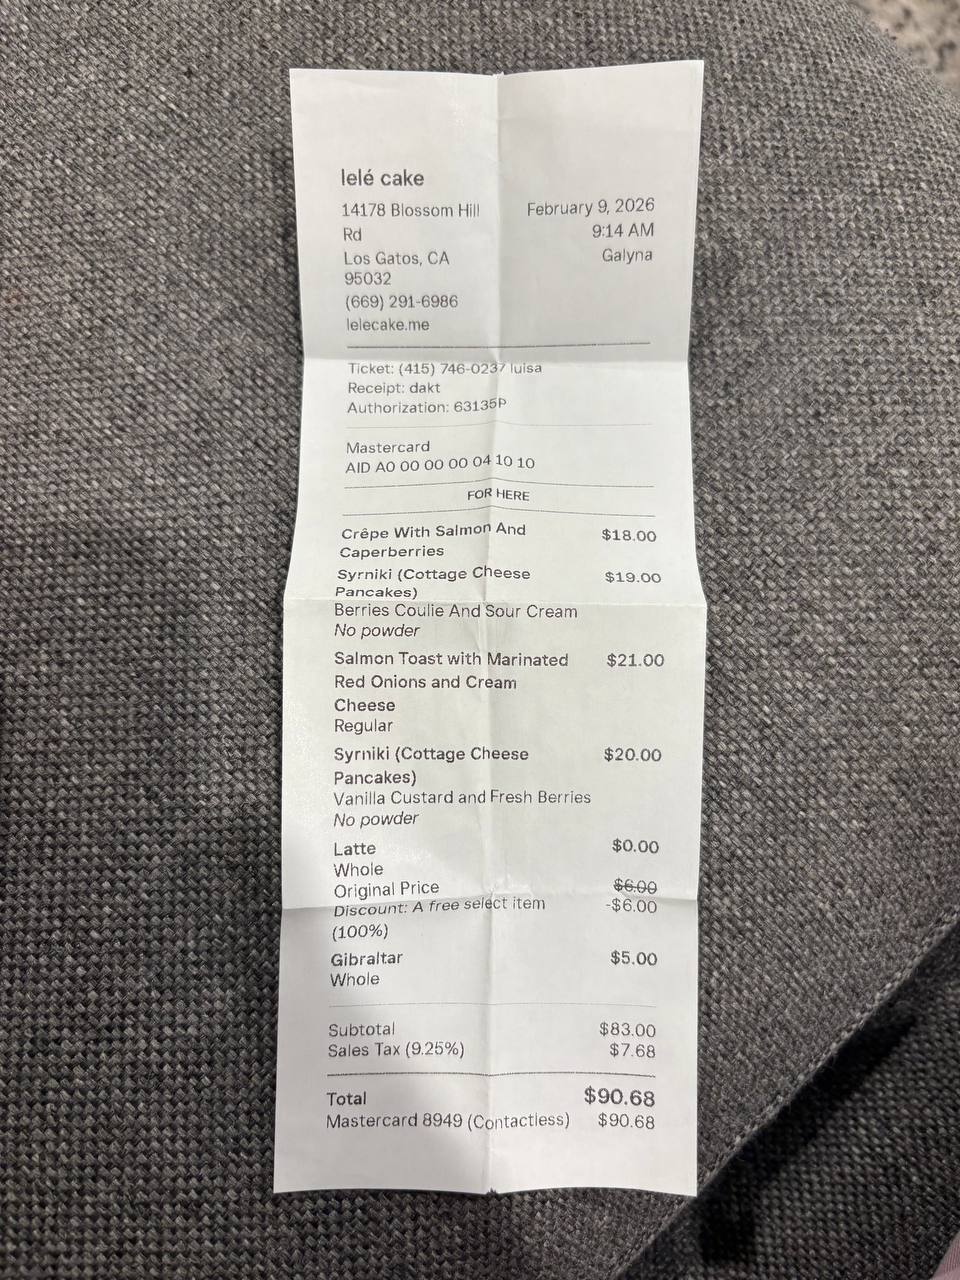 lelé cake
14178 Blossom Hill
Rd
Los Gatos, CA
95032
(669) 291-6986
lelecake.me
February 9, 2026
9:14 AM
Galyna
Ticket: (415) 746-0237 luisa
Receipt: dakt
Authorization: 63135P
Mastercard
AID A0 00 00 00 04 10 10
FOR HERE
Crêpe With Salmon And $18.00
Caperberries
Syrniki (Cottage Cheese $19.00
Pancakes)
Berries Coulie And Sour Cream
No powder
Salmon Toast with Marinated $21.00
Red Onions and Cream
Cheese
Regular
Syrniki (Cottage Cheese $20.00
Pancakes)
Vanilla Custard and Fresh Berries
No powder
Latte $0.00
Whole
Original Price $6.00
Discount: A free select item -$6.00
(100%)
Gibraltar $5.00
Whole
Subtotal $83.00
Sales Tax (9.25%) $7.68
Total $90.68
Mastercard 8949 (Contactless) $90.68